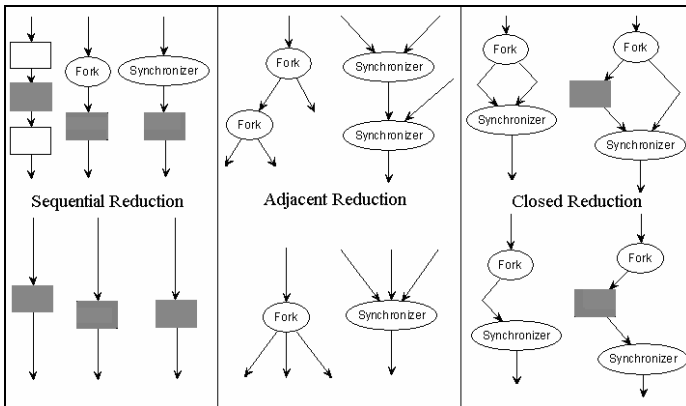 Fork
Synchronizer
Sequential Reduction
Fork
Fork
Synchronizer
Synchronizer
Adjacent Reduction
Fork
Synchronizer
Fork
Synchronizer
Fork
Synchronizer
Closed Reduction
Fork
Synchronizer
Fork
Synchronizer